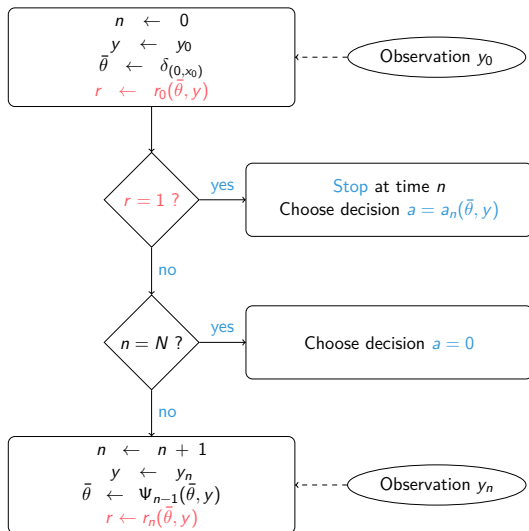 n ← 0
y ← y₀
θ̄ ← δ₍₀,ₓ₀₎
r ← r₀(θ̄, y)
Observation y₀
r = 1 ?
yes
Stop at time n
Choose decision a = aₙ(θ̄, y)
no
n = N ?
yes
Choose decision a = 0
no
n ← n + 1
y ← yₙ
θ̄ ← Ψₙ₋₁(θ̄, y)
r ← rₙ(θ̄, y)
Observation yₙ